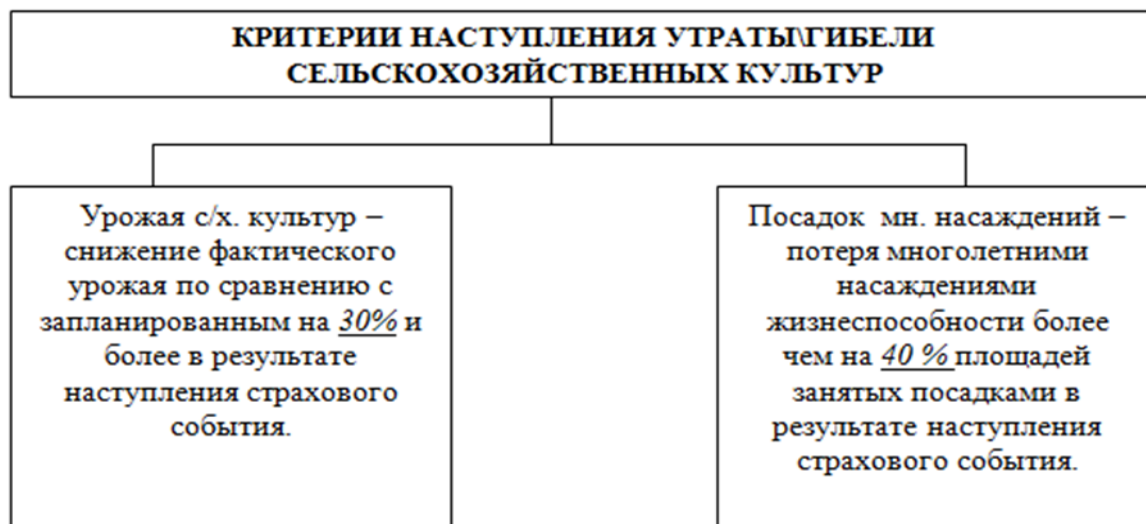 КРИТЕРИИ НАСТУПЛЕНИЯ УТРАТЫ\ГИБЕЛИ
СЕЛЬСКОХОЗЯЙСТВЕННЫХ КУЛЬТУР
Урожая с/х. культур –
снижение фактического
урожая по сравнению с
запланированным на 30% и
более в результате
наступления страхового
события.
Посадок мн. насаждений –
потеря многолетними
насаждениями
жизнеспособности более
чем на 40 % площадей
занятых посадками в
результате наступления
страхового события.